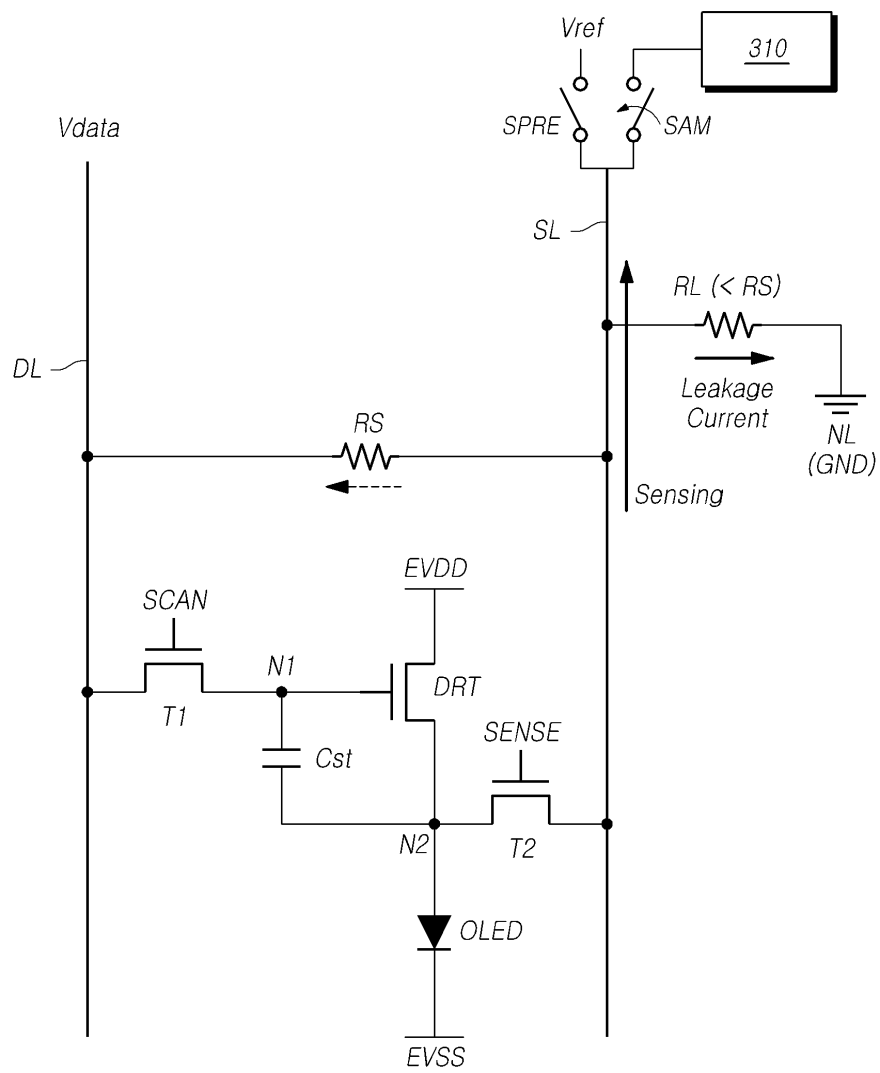 Vref
310
Vdata
SPRE
SAM
SL
RL (< RS)
DL
Leakage
Current
RS
NL
(GND)
Sensing
EVDD
SCAN
N1
DRT
T1
SENSE
Cst
N2
T2
OLED
EVSS